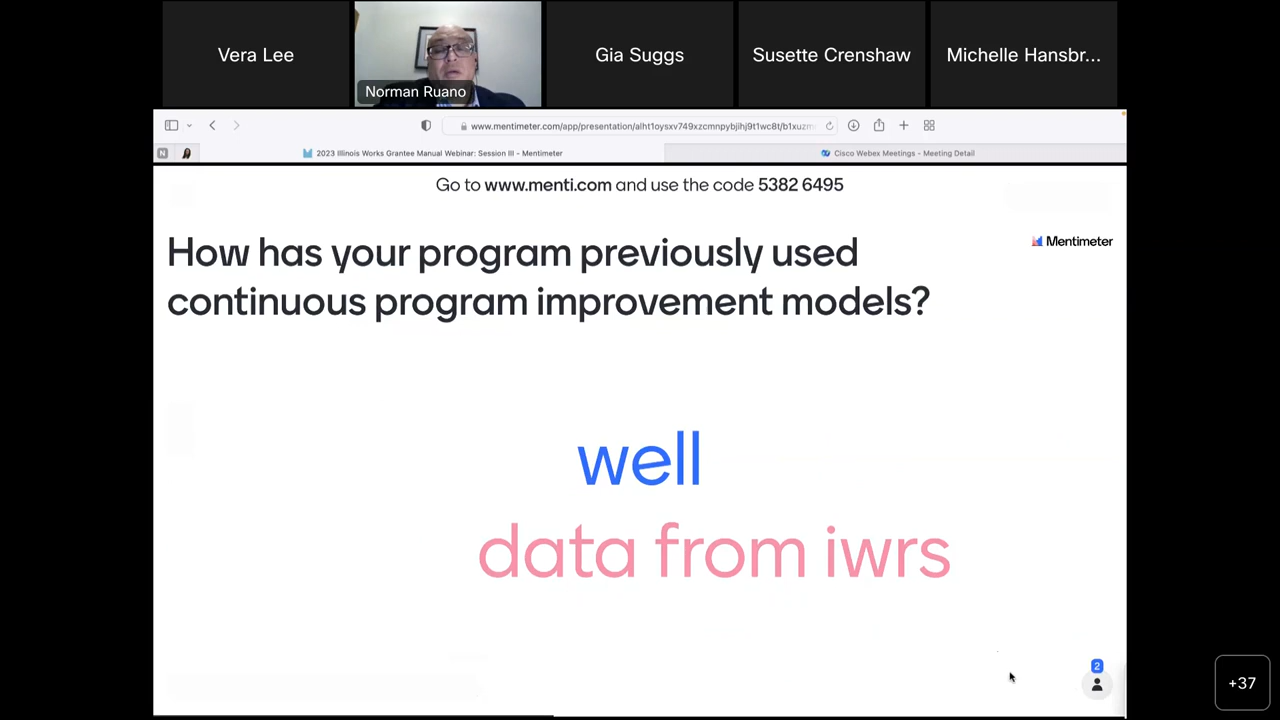 Vera Lee
Norman Ruano
Gia Suggs
Susette Crenshaw
Michelle Hansbr...
www.mentimeter.com/app/presentation/
N
2023 Illinois Works Grantee Manual Webinar: Session III - Mentimeter
Cisco Webex Meetings - Meeting Detail
Go to www.menti.com and use the code 5382 6495
How has your program previously used
continuous program improvement models?
Mentimeter
well
data from iwrs
2
+37